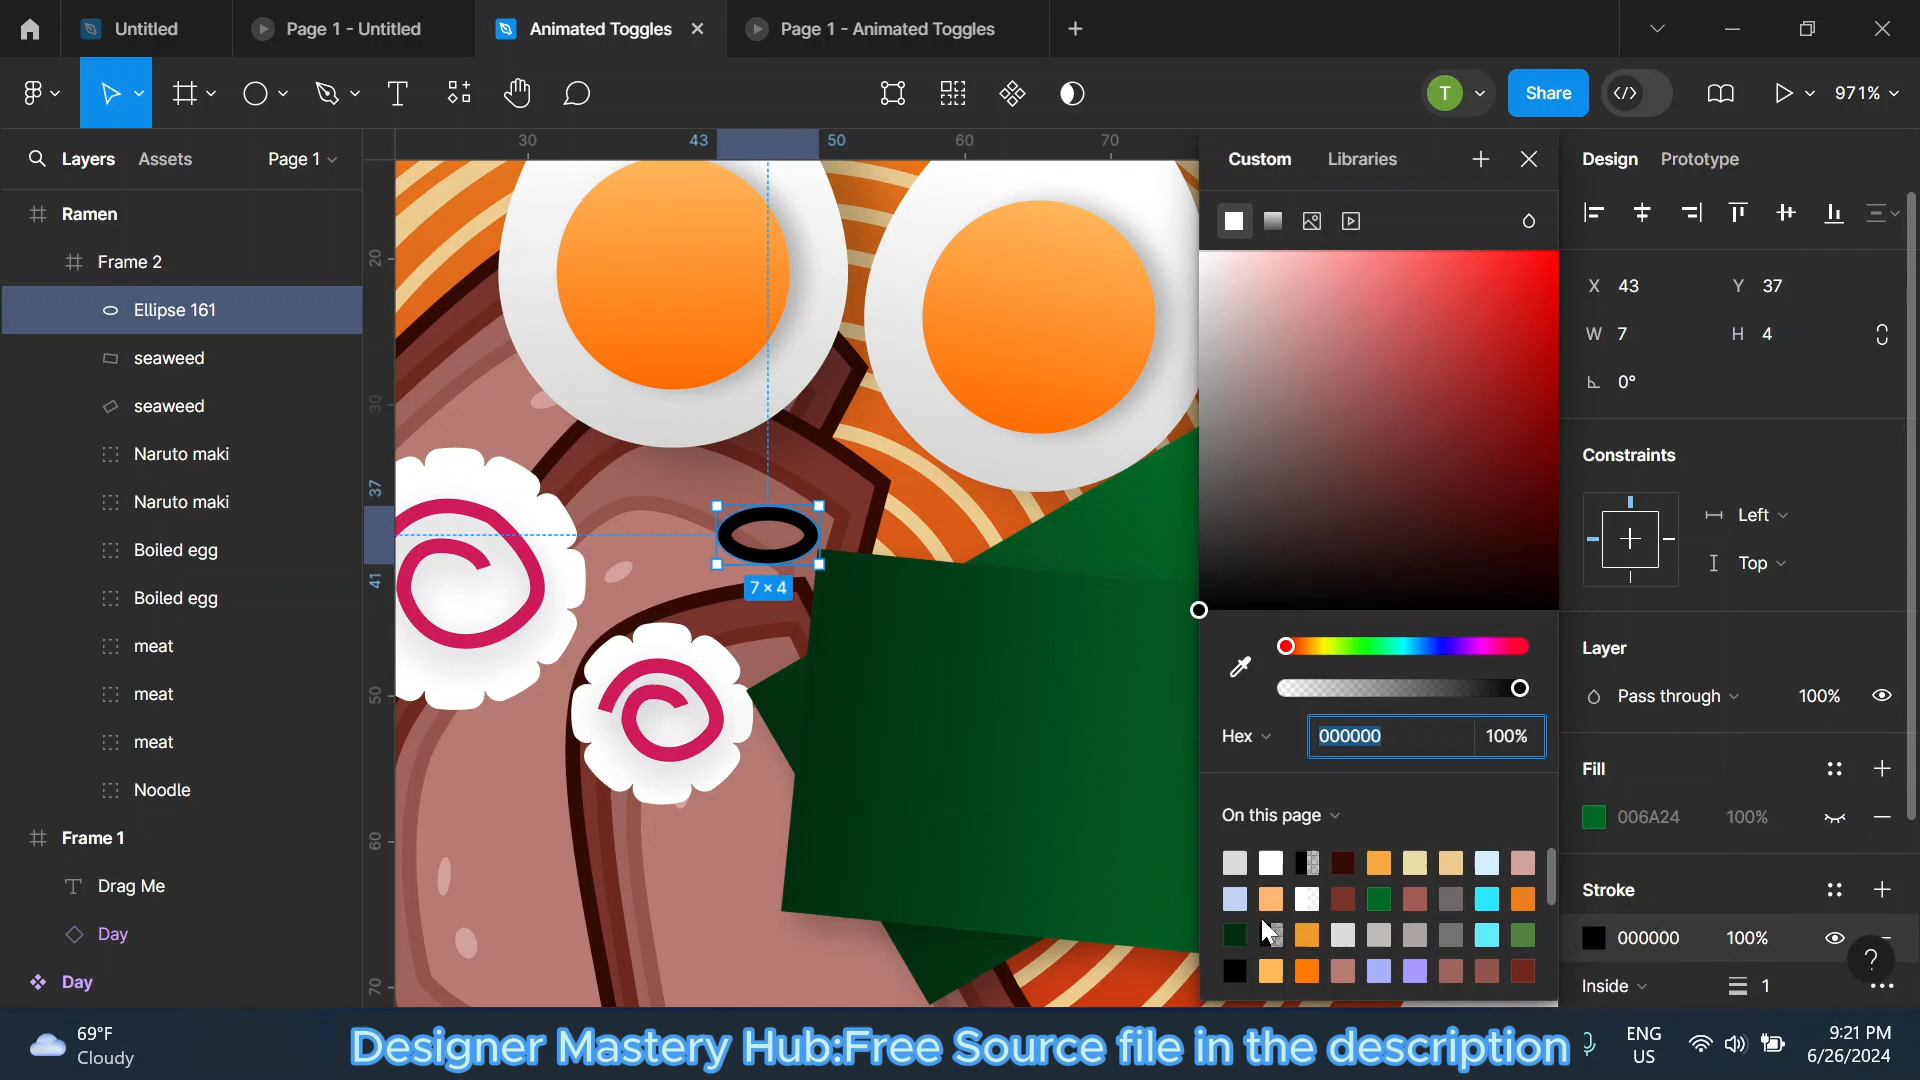 Untitled
Page 1 - Untitled
Animated Toggles
Page 1 - Animated Toggles
T
Share
971%
Layers
Assets
Page 1
30
43
50
60
70
Custom
Libraries
Design
Prototype
Ramen
Frame 2
Ellipse 161
seaweed
seaweed
Naruto maki
Naruto maki
Boiled egg
Boiled egg
meat
meat
meat
Noodle
Frame 1
Drag Me
Day
Day
20
30
37
41
50
60
70
7 × 4
X 43
Y 37
W 7
H 4
0°
Constraints
Left
Top
Layer
Pass through
100%
Hex
000000
100%
Fill
006A24
100%
On this page
Stroke
000000
100%
Inside
1
?
69°F
Cloudy
Designer Mastery Hub:Free Source file in the description
ENG
US
9:21 PM
6/26/2024